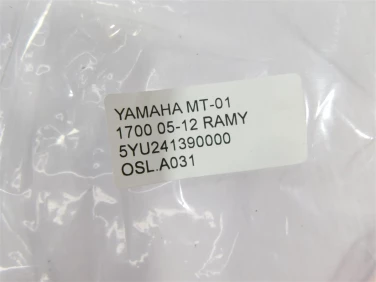 YAMAHA MT-01
1700 05-12 RAMY
5YU241390000
OSL.A031